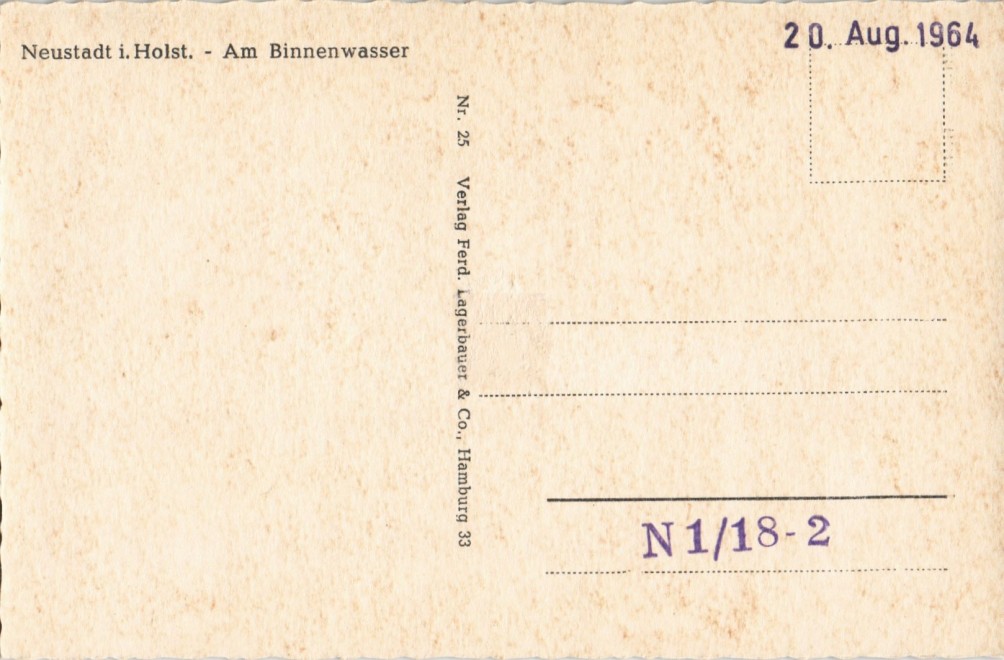 Neustadt i. Holst. - Am Binnenwasser
20. Aug. 1964
Nr. 25 Verlag Ferd. Lagerbauer & Co., Hamburg 33
N 1/18-2